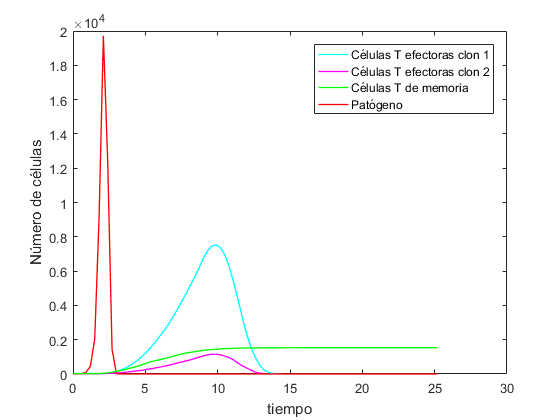 ×10^4
2
1.8
1.6
1.4
1.2
1
0.8
0.6
0.4
0.2
0
Número de células
Células T efectoras clon 1
Células T efectoras clon 2
Células T de memoria
Patógeno
0 5 10 15 20 25 30
tiempo